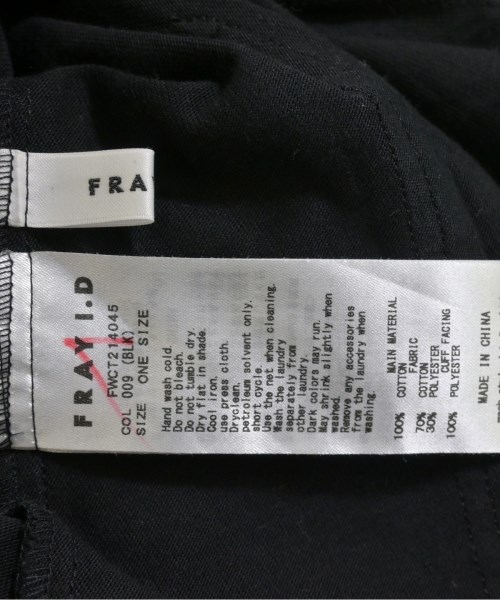 FRAY
FRAY I.D
FWCT214045
COL 009 (BLK)
SIZE ONE SIZE
Hand wash cold.
Do not bleach.
Do not tumble dry.
Dry flat in shade.
Cool iron.
use press cloth.
Dryclean,
petroleum solvent only.
short cycle.
Use the net when cleaning.
Wash the laundry
separately from
other laundry.
Dark colors may run.
May shrink slightly when
washed.
Remove any accessories
from the laundry when
washing.
MAIN MATERIAL
100% COTTON
FABRIC
70% COTTON
30% POLYESTER
CUFF FACING
100% POLYESTER
MADE IN CHINA